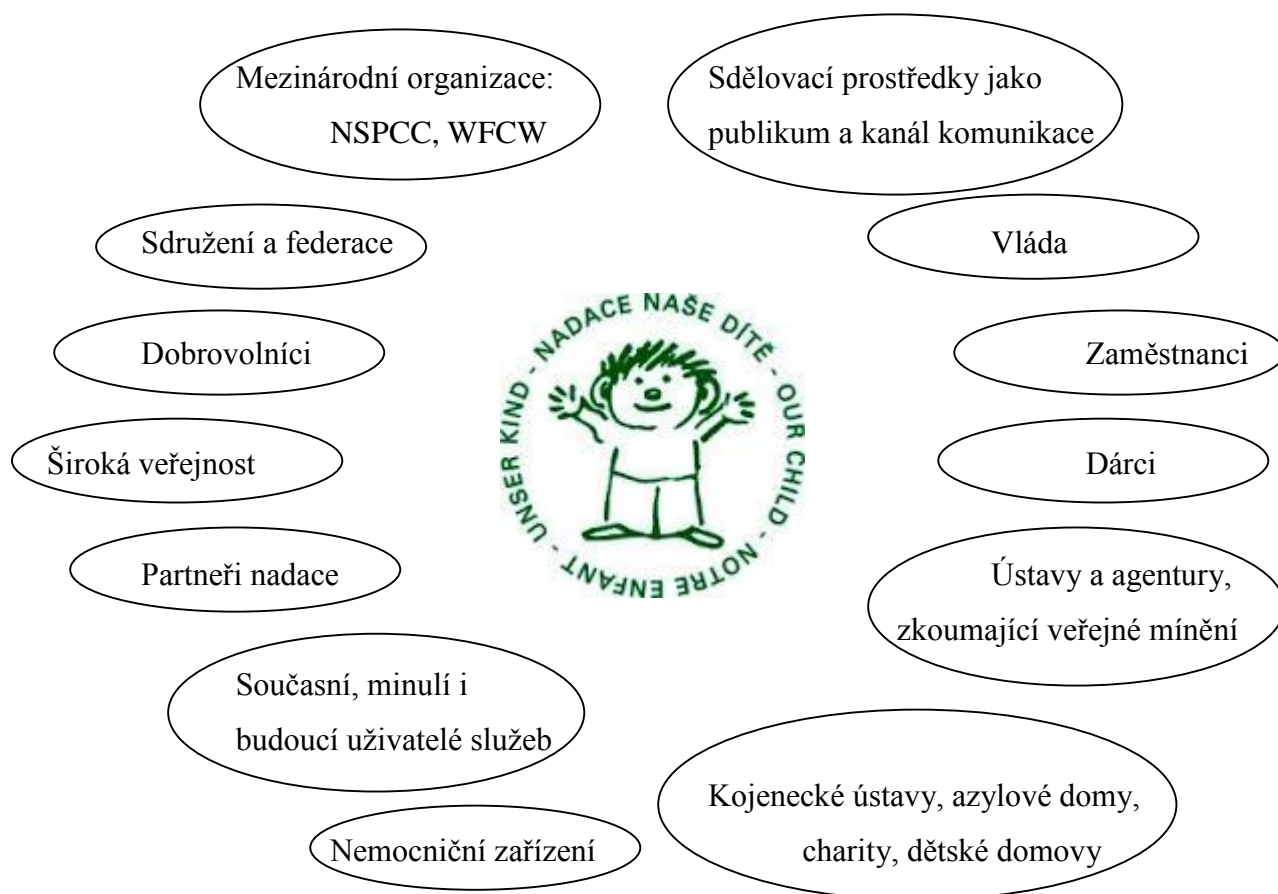 Mezinárodní organizace:
NSPCC, WFCW
Sdělovací prostředky jako
publikum a kanál komunikace
Sdružení a federace
Vláda
NADACE NAŠE DÍTĚ - OUR CHILD - NOTRE ENFANT - UNSER KIND -
Dobrovolníci
Zaměstnanci
Široká veřejnost
Dárci
Partneři nadace
Ústavy a agentury,
zkoumající veřejné mínění
Současní, minulí i
budoucí uživatelé služeb
Kojenecké ústavy, azylové domy,
charity, dětské domovy
Nemocniční zařízení